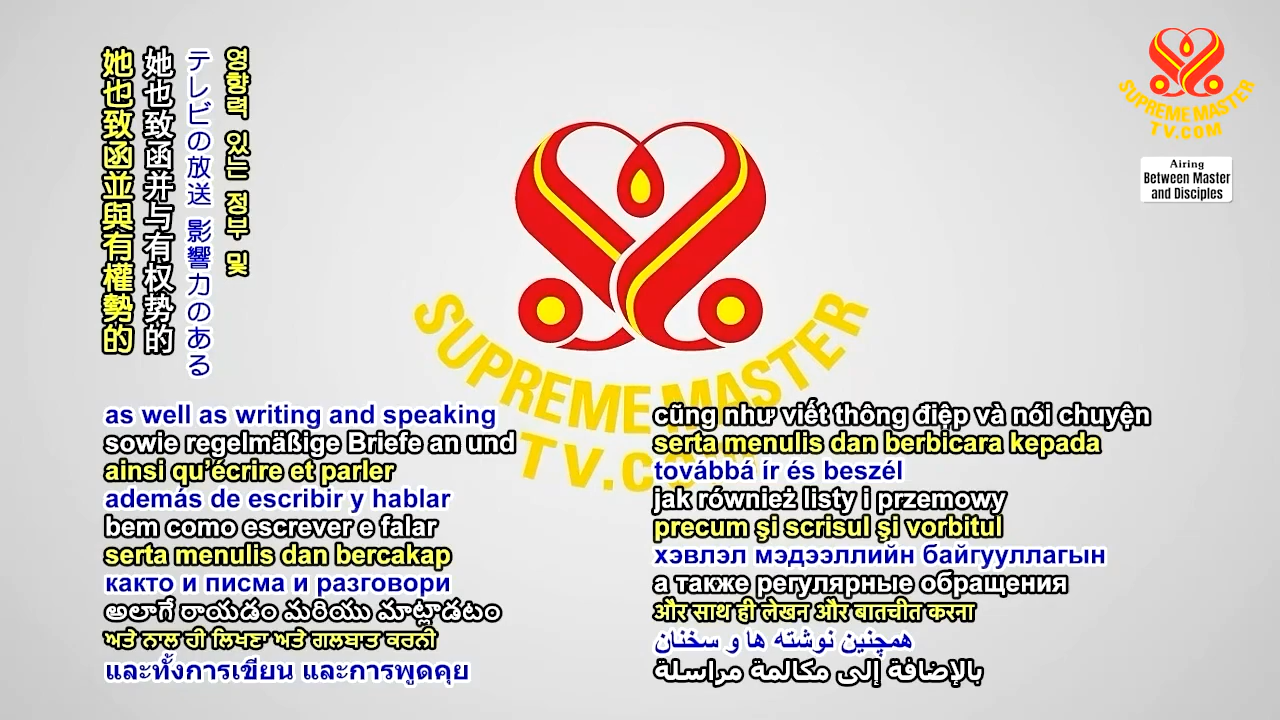 她也致函並與有權勢的
她也致函并与有权势的
テレビの放送 影響力のある
영향력 있는 정부 및
SUPREME MASTER
TV.COM
Airing
Between Master
and Disciples
SUPREME MASTER
TV.COM
as well as writing and speaking
sowie regelmäßige Briefe an und
ainsi qu'écrire et parler
además de escribir y hablar
bem como escrever e falar
serta menulis dan bercakap
както и писма и разговори
అలాగే రాయడం మరియు మాట్లాడటం
ਅਤੇ ਨਾਲ ਹੀ ਲਿਖਣਾ ਅਤੇ ਗਲਬਾਤ ਕਰਨੀ
และทั้งการเขียน และการพูดคุย
cũng như viết thông điệp và nói chuyện
serta menulis dan berbicara kepada
továbbá ír és beszél
jak również listy i przemowy
precum şi scrisul şi vorbitul
хэвлэл мэдээллийн байгууллагын
а также регулярные обращения
और साथ ही लेखन और बातचीत करना
همچنین نوشته ها و سخنان
بالإضافة إلى مكالمة مراسلة